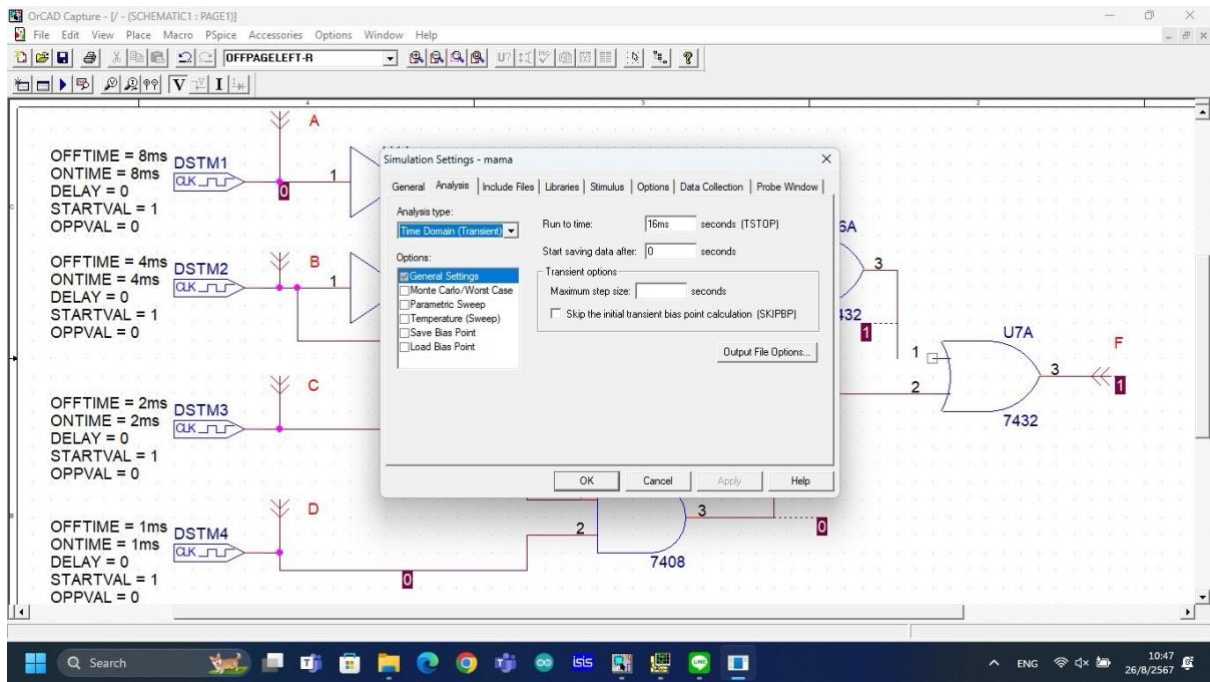 OrCAD Capture - [/ - (SCHEMATIC1 : PAGE1)]
File Edit View Place Macro PSpice Accessories Options Window Help
OFFPAGELEFT-R
U?
V I
4 3 2
A
OFFTIME = 8ms
ONTIME = 8ms
DELAY = 0
STARTVAL = 1
OPPVAL = 0
DSTM1
CLK
0
1
OFFTIME = 4ms
ONTIME = 4ms
DELAY = 0
STARTVAL = 1
OPPVAL = 0
DSTM2
CLK
B
1
OFFTIME = 2ms
ONTIME = 2ms
DELAY = 0
STARTVAL = 1
OPPVAL = 0
DSTM3
CLK
C
OFFTIME = 1ms
ONTIME = 1ms
DELAY = 0
STARTVAL = 1
OPPVAL = 0
DSTM4
CLK
D
0
Simulation Settings - mama
General Analysis Include Files Libraries Stimulus Options Data Collection Probe Window
Analysis type:
Time Domain (Transient)
Options:
General Settings
Monte Carlo/Worst Case
Parametric Sweep
Temperature (Sweep)
Save Bias Point
Load Bias Point
Run to time: 16ms seconds (TSTOP)
Start saving data after: 0 seconds
Transient options
Maximum step size: seconds
Skip the initial transient bias point calculation (SKIPBP)
Output File Options...
OK Cancel Apply Help
6A
3
432
1
2
3
7408
0
U7A
1
2
3
7432
F
1
Search
isis
ENG
10:47
26/8/2567